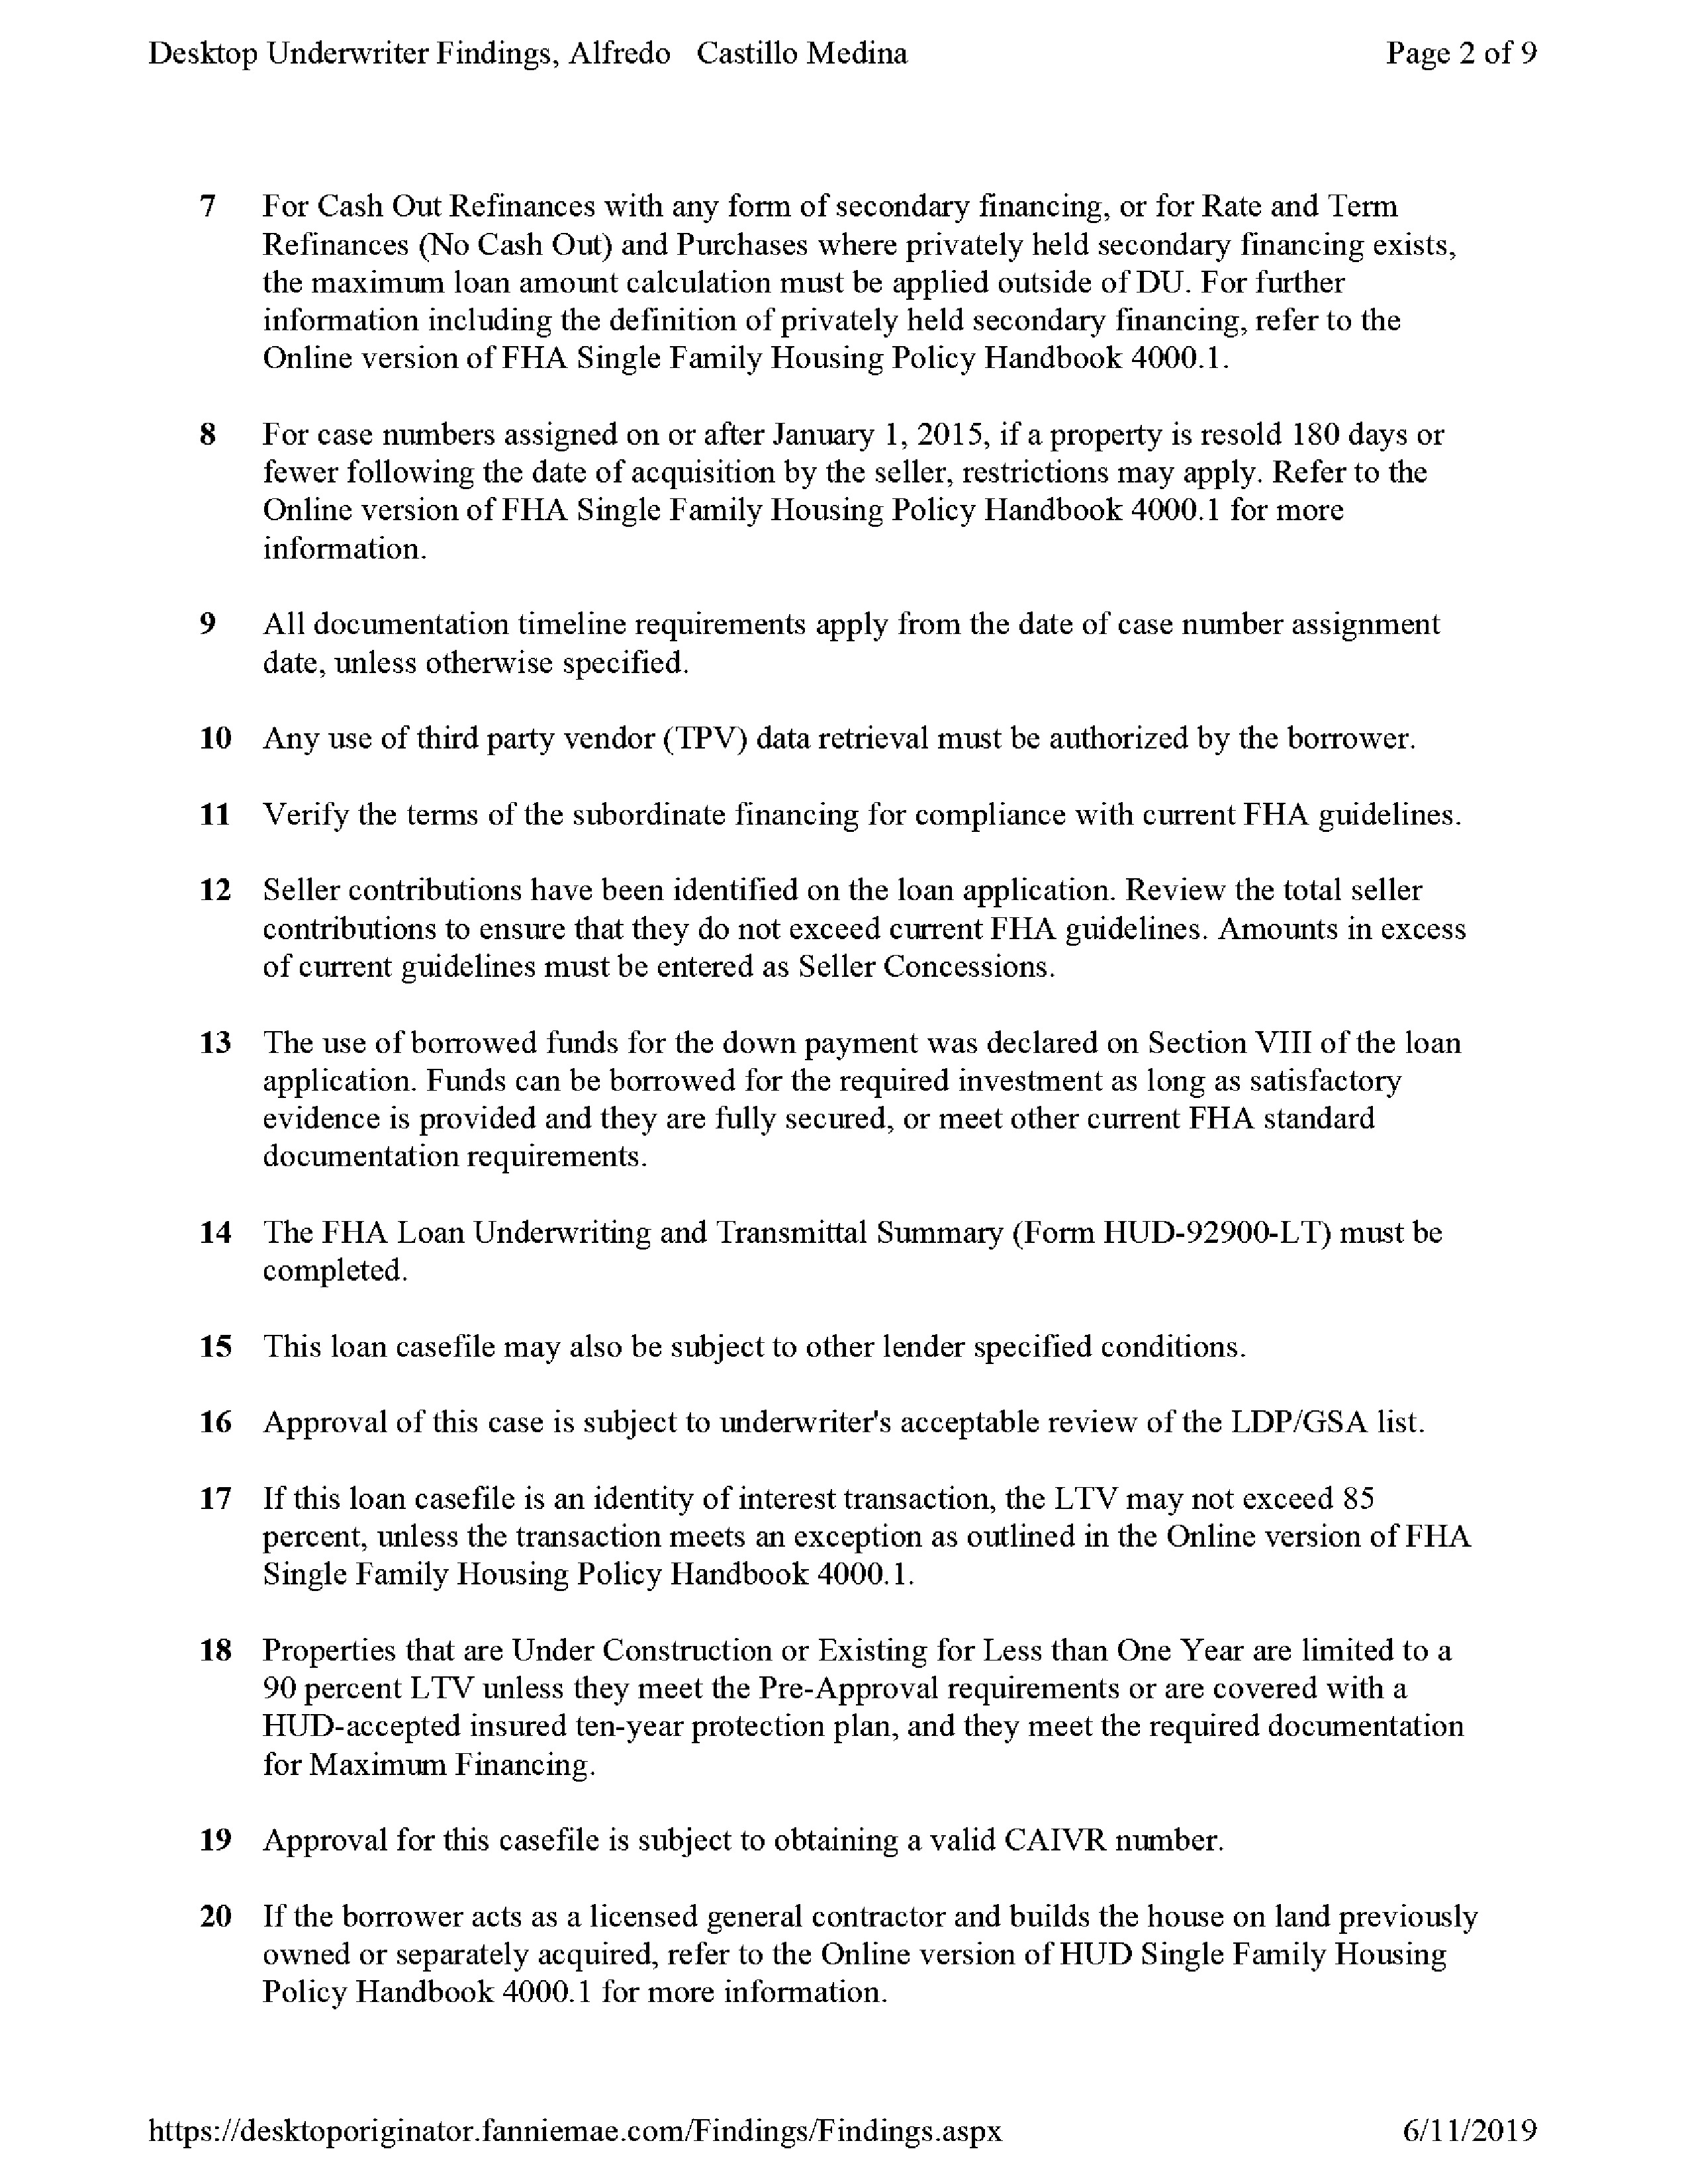 Desktop Underwriter Findings, Alfredo Castillo Medina Page 2 of 9
7 For Cash Out Refinances with any form of secondary financing, or for Rate and Term
Refinances (No Cash Out) and Purchases where privately held secondary financing exists,
the maximum loan amount calculation must be applied outside of DU. For further
information including the definition of privately held secondary financing, refer to the
Online version of FHA Single Family Housing Policy Handbook 4000.1.
8 For case numbers assigned on or after January 1, 2015, if a property is resold 180 days or
fewer following the date of acquisition by the seller, restrictions may apply. Refer to the
Online version of FHA Single Family Housing Policy Handbook 4000.1 for more
information.
9 All documentation timeline requirements apply from the date of case number assignment
date, unless otherwise specified.
10 Any use of third party vendor (TPV) data retrieval must be authorized by the borrower.
11 Verify the terms of the subordinate financing for compliance with current FHA guidelines.
12 Seller contributions have been identified on the loan application. Review the total seller
contributions to ensure that they do not exceed current FHA guidelines. Amounts in excess
of current guidelines must be entered as Seller Concessions.
13 The use of borrowed funds for the down payment was declared on Section VIII of the loan
application. Funds can be borrowed for the required investment as long as satisfactory
evidence is provided and they are fully secured, or meet other current FHA standard
documentation requirements.
14 The FHA Loan Underwriting and Transmittal Summary (Form HUD-92900-LT) must be
completed.
15 This loan casefile may also be subject to other lender specified conditions.
16 Approval of this case is subject to underwriter's acceptable review of the LDP/GSA list.
17 If this loan casefile is an identity of interest transaction, the LTV may not exceed 85
percent, unless the transaction meets an exception as outlined in the Online version of FHA
Single Family Housing Policy Handbook 4000.1.
18 Properties that are Under Construction or Existing for Less than One Year are limited to a
90 percent LTV unless they meet the Pre-Approval requirements or are covered with a
HUD-accepted insured ten-year protection plan, and they meet the required documentation
for Maximum Financing.
19 Approval for this casefile is subject to obtaining a valid CAIVR number.
20 If the borrower acts as a licensed general contractor and builds the house on land previously
owned or separately acquired, refer to the Online version of HUD Single Family Housing
Policy Handbook 4000.1 for more information.
https://desktoporiginator.fanniemae.com/Findings/Findings.aspx 6/11/2019